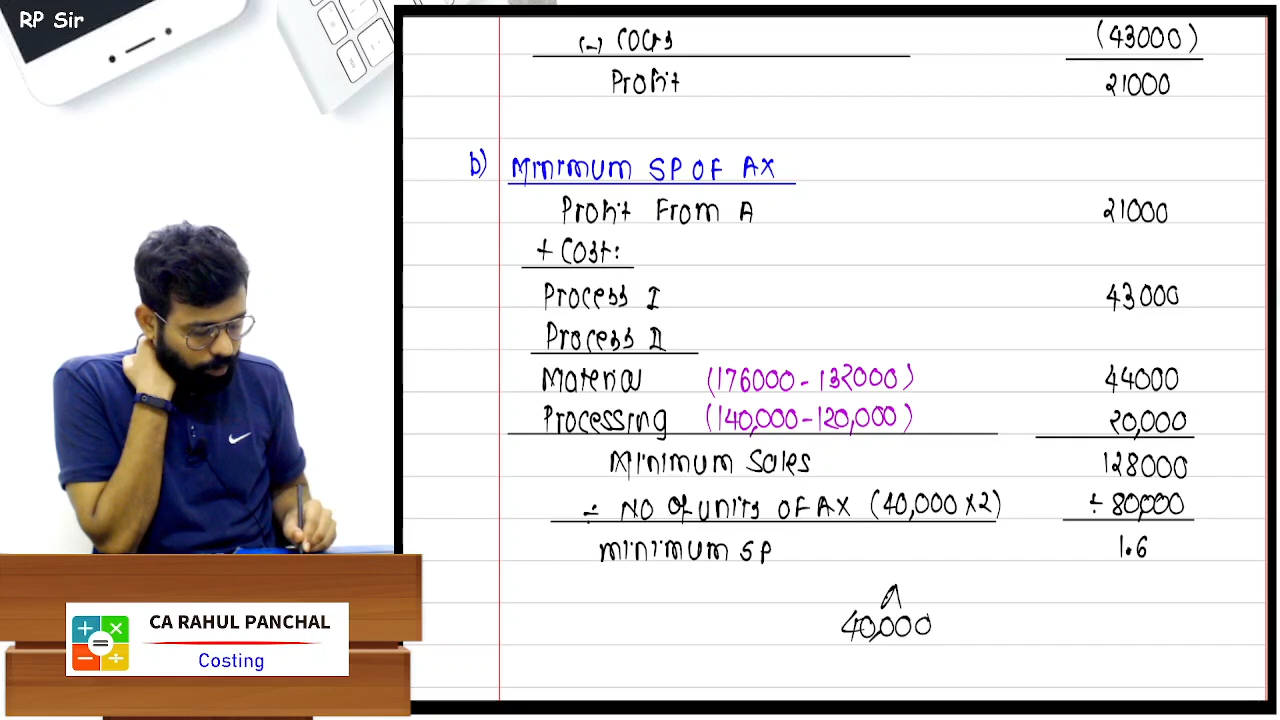 RP Sir
(-) Costs (43000)
Profit 21000
b) Minimum SP OF AX
Profit From A 21000
+ Cost:
Process I 43000
Process II
Material (176000 - 132000) 44000
Processing (140,000 - 120,000) 20,000
Minimum Sales 128000
÷ No of units OF AX (40,000 × 2) ÷ 80,000
Minimum SP 1.6
A
40,000
CA RAHUL PANCHAL
Costing